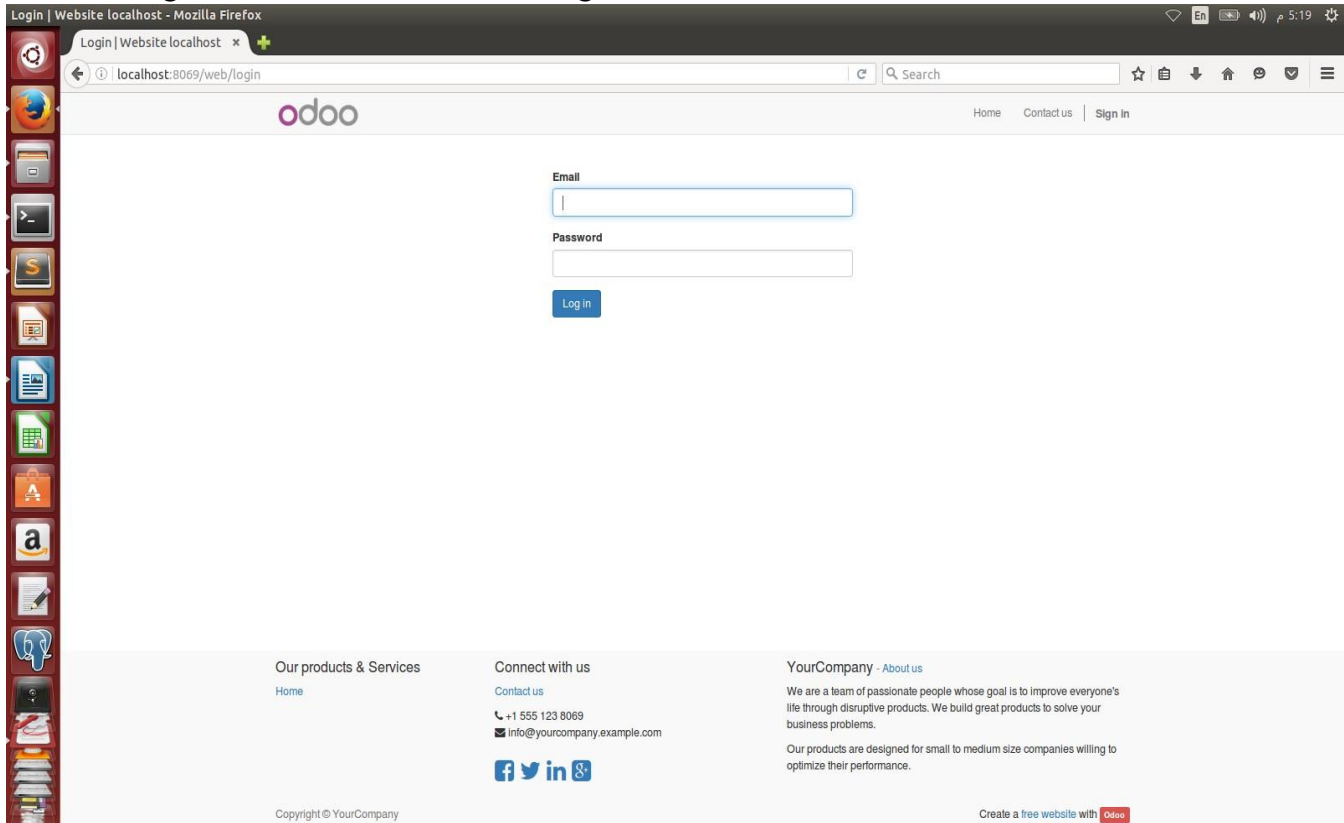 Login | Website localhost - Mozilla Firefox
En
م 5:19
Login | Website localhost
localhost:8069/web/login
Search
odoo
Home Contact us Sign in
Email
Password
Log in
Our products & Services
Home
Connect with us
Contact us
+1 555 123 8069
info@yourcompany.example.com
YourCompany - About us
We are a team of passionate people whose goal is to improve everyone's
life through disruptive products. We build great products to solve your
business problems.
Our products are designed for small to medium size companies willing to
optimize their performance.
Copyright © YourCompany
Create a free website with Odoo